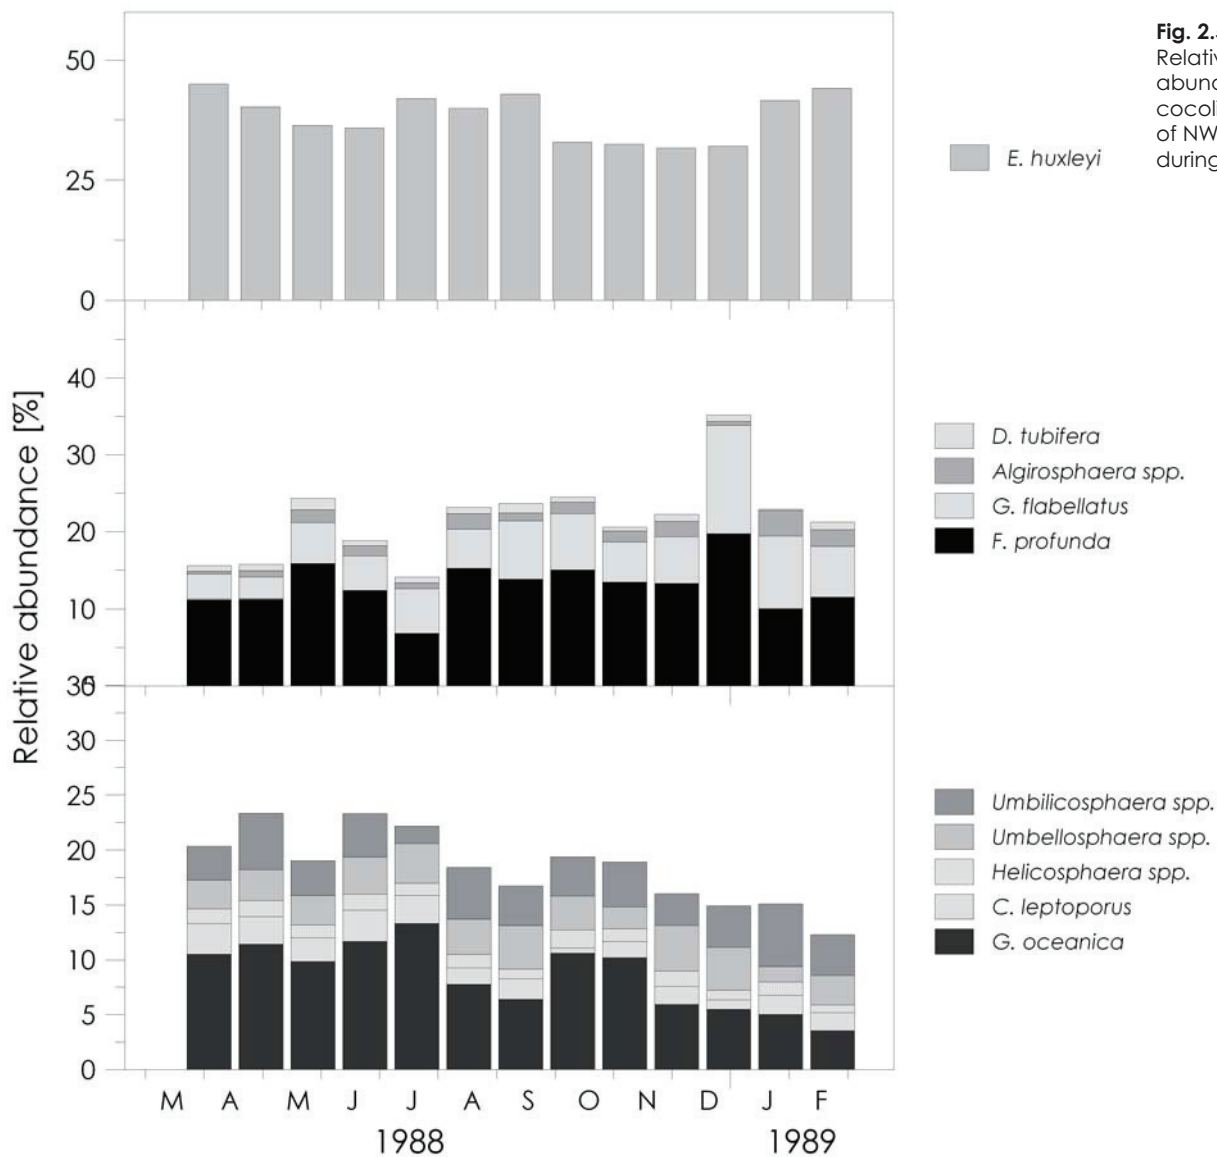 Fig. 2.
Relativ
abund
cocoli
of NW
during
50
25
0
E. huxleyi
40
30
20
10
D. tubifera
Algirosphaera spp.
G. flabellatus
F. profunda
Relative abundance [%]
30
25
20
15
10
5
0
Umbilicosphaera spp.
Umbellosphaera spp.
Helicosphaera spp.
C. leptoporus
G. oceanica
M A M J J A S O N D J F
1988 1989